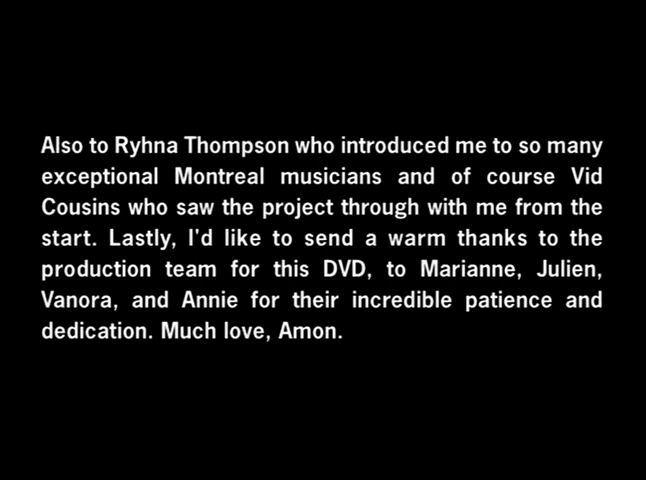 Also to Ryhna Thompson who introduced me to so many
exceptional Montreal musicians and of course Vid
Cousins who saw the project through with me from the
start. Lastly, I'd like to send a warm thanks to the
production team for this DVD, to Marianne, Julien,
Vanora, and Annie for their incredible patience and
dedication. Much love, Amon.